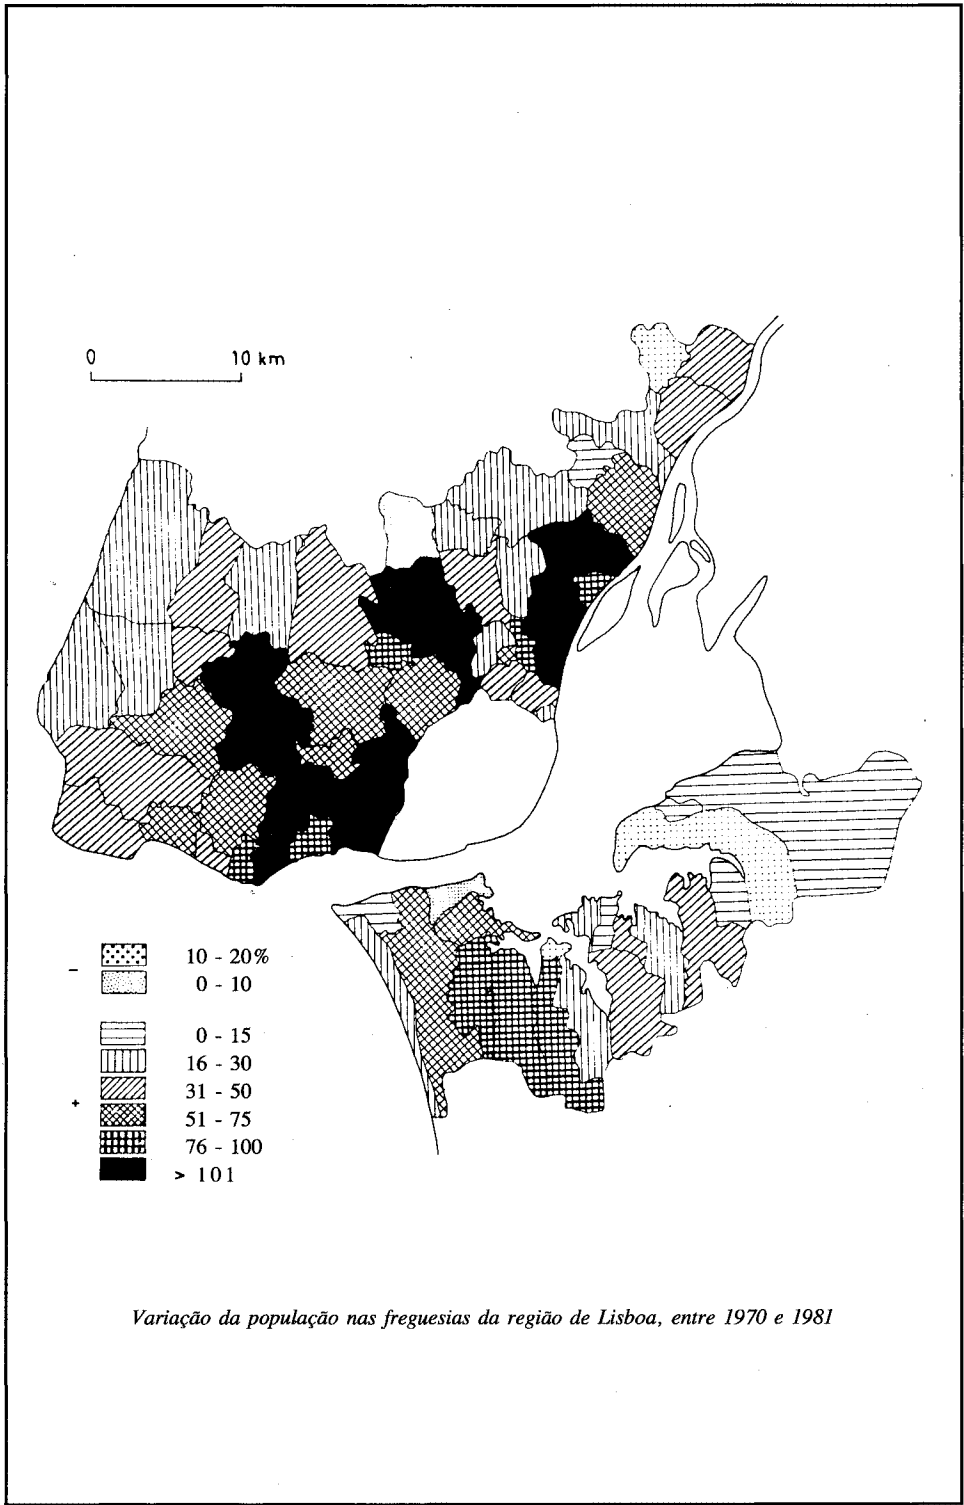 0 10 km
- 10 - 20%
0 - 10
0 - 15
16 - 30
31 - 50
+ 51 - 75
76 - 100
> 101
Variação da população nas freguesias da região de Lisboa, entre 1970 e 1981